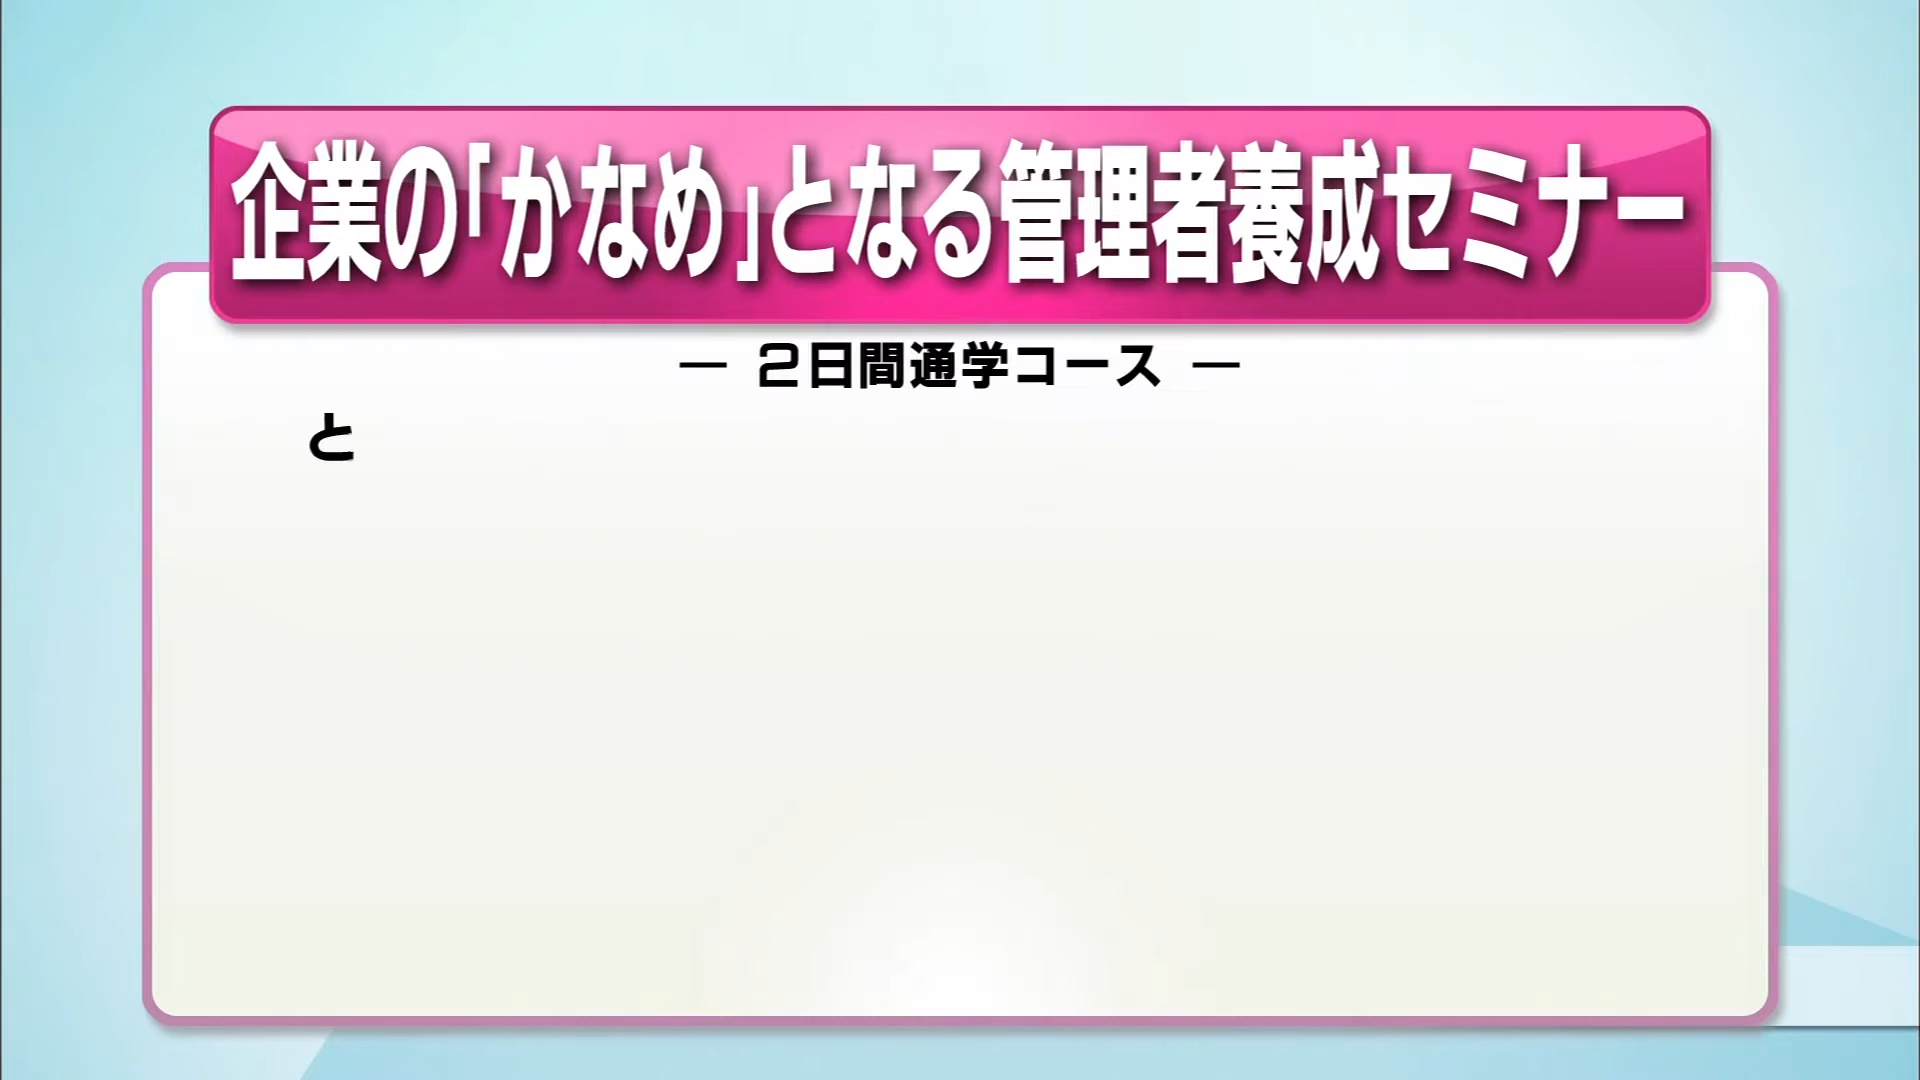 企業の「かなめ」となる管理者養成セミナー
― 2日間通学コース ―
と